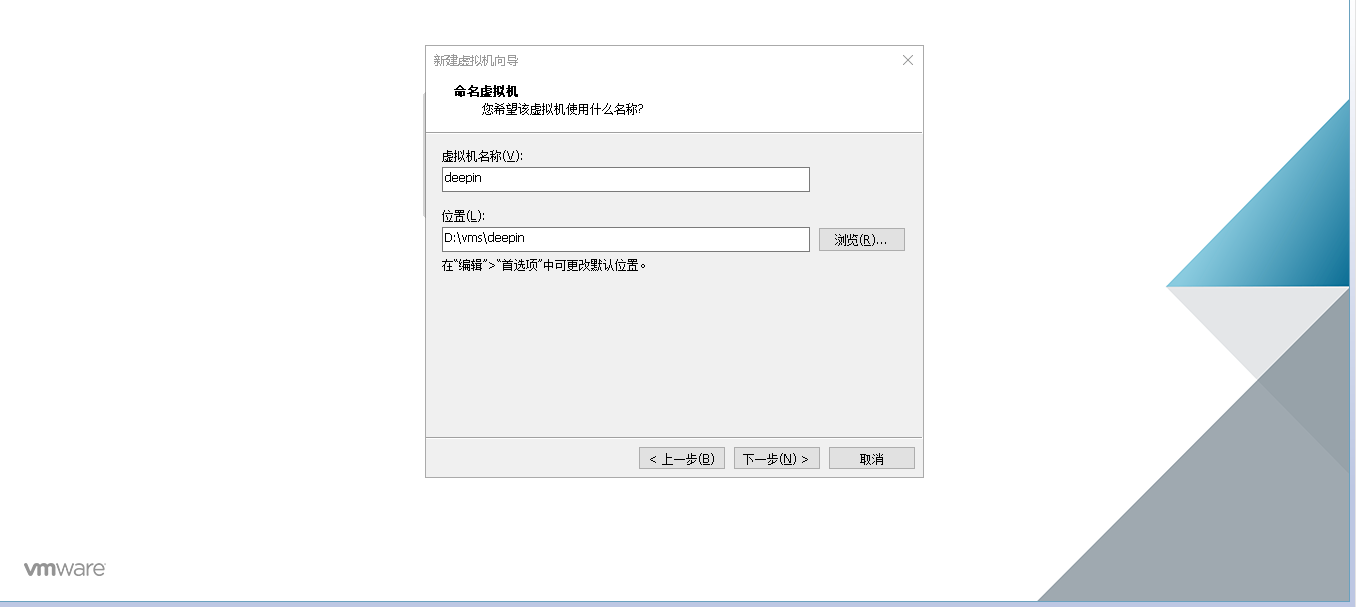 新建虚拟机向导
命名虚拟机
您希望该虚拟机使用什么名称?
虚拟机名称(V):
deepin
位置(L):
D:\vms\deepin
浏览(R)...
在“编辑”>“首选项”中可更改默认位置。
< 上一步(B)
下一步(N) >
取消
vmware